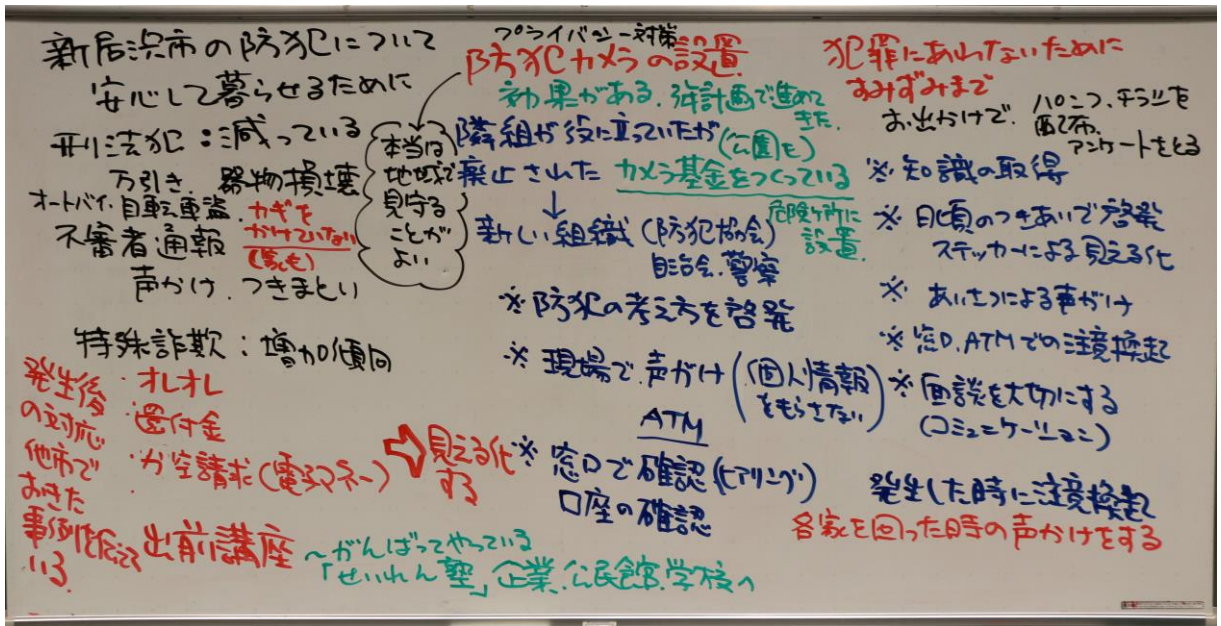 新居浜市の防犯について
安心して暮らせるために
刑法犯：減っている
万引き、器物損壊
オートバイ・自転車盗、カギを
かけていない
(家も)
不審者通報
声かけ、つきまとい
特殊詐欺：増加傾向
・オレオレ
・還付金
・カ空請求(電子マネー)
発生後
の対応
他市で
おきた
事例伝えて
いる
見える化
する
出前講座
〜がんばってやっている
「せいれん塾」企業、公民館、学校へ
プライバシー対策
防犯カメラの設置
効果がある、5年計画で進めて
きた
本当は
地域で
見守る
ことが
よい
隣組が役に立っていたが
廃止された
(公園も)
カメラ基金をつくっている
危険ヶ所に
設置
新しい組織(防犯協会)
自治会、警察
※防犯の考え方を啓発
※現場で声がけ(個人情報
をもらさない)
ATM
※窓口で確認(ヒアリング)
口座の確認
犯罪にあわないために
すみずみまで
お出かけで、パンフ、チラシを
配布、
アンケートをとる
※知識の取得
※日頃のつきあいで啓発
ステッカーによる見える化
※あいさつによる声がけ
※窓口、ATMでの注意換起
※面談を大切にする
(コミュニケーション)
発生した時に注意換起
各家を回った時の声かけをする